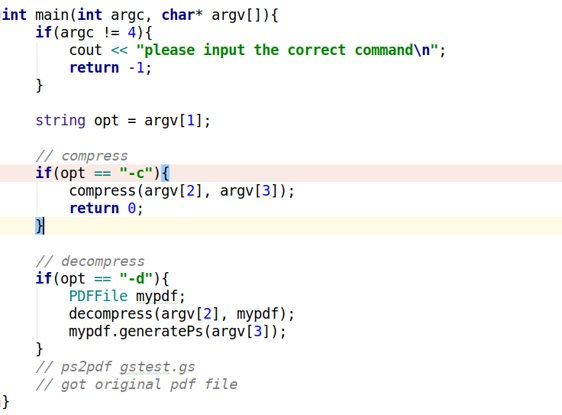 int main(int argc, char* argv[]){
    if(argc != 4){
        cout << "please input the correct command\n";
        return -1;
    }

    string opt = argv[1];

    // compress
    if(opt == "-c"){
        compress(argv[2], argv[3]);
        return 0;
    }

    // decompress
    if(opt == "-d"){
        PDFFile mypdf;
        decompress(argv[2], mypdf);
        mypdf.generatePs(argv[3]);
    }
    // ps2pdf gstest.gs
    // got original pdf file
}